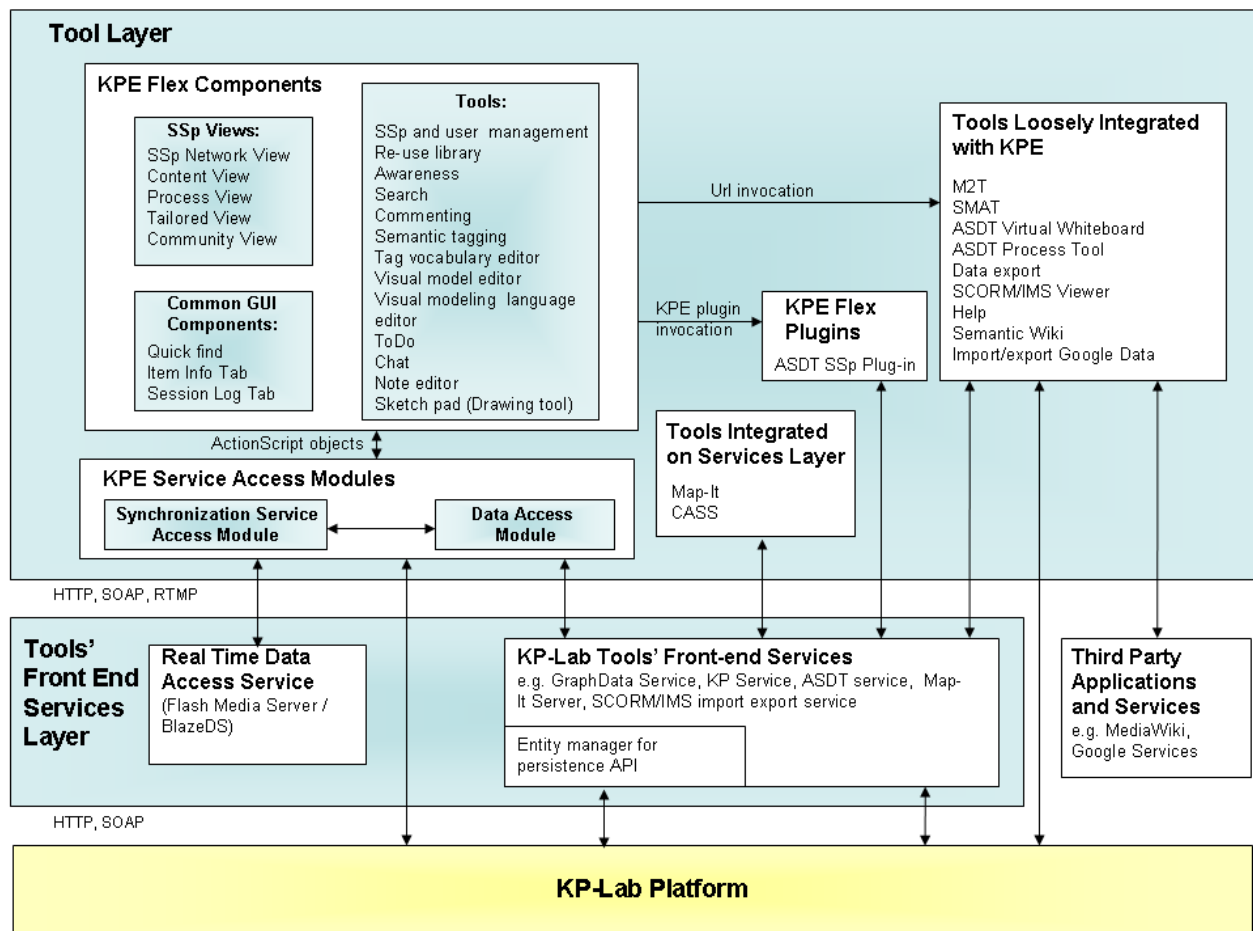 Tool Layer
KPE Flex Components
SSp Views:
SSp Network View
Content View
Process View
Tailored View
Community View
Common GUI
Components:
Quick find
Item Info Tab
Session Log Tab
Tools:
SSp and user management
Re-use library
Awareness
Search
Commenting
Semantic tagging
Tag vocabulary editor
Visual model editor
Visual modeling language
editor
ToDo
Chat
Note editor
Sketch pad (Drawing tool)
Url invocation
KPE plugin
invocation
Tools Loosely Integrated
with KPE
M2T
SMAT
ASDT Virtual Whiteboard
ASDT Process Tool
Data export
SCORM/IMS Viewer
Help
Semantic Wiki
Import/export Google Data
KPE Flex
Plugins
ASDT SSp Plug-in
Tools Integrated
on Services Layer
Map-It
CASS
ActionScript objects
KPE Service Access Modules
Synchronization Service
Access Module
Data Access
Module
HTTP, SOAP, RTMP
Tools'
Front End
Services
Layer
Real Time Data
Access Service
(Flash Media Server /
BlazeDS)
KP-Lab Tools' Front-end Services
e.g. GraphData Service, KP Service, ASDT service, Map-
It Server, SCORM/IMS import export service
Entity manager for
persistence API
Third Party
Applications
and Services
e.g. MediaWiki,
Google Services
HTTP, SOAP
KP-Lab Platform